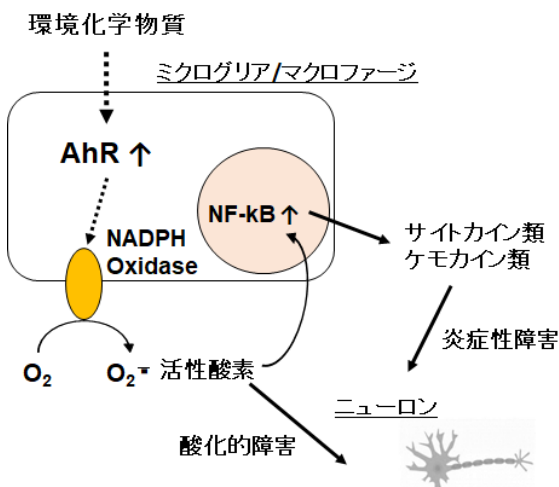 環境化学物質
ミクログリア/マクロファージ
AhR ↑
NF-kB ↑
NADPH
Oxidase
サイトカイン類
ケモカイン類
炎症性障害
O₂
O₂⁻ 活性酸素
ニューロン
酸化的障害